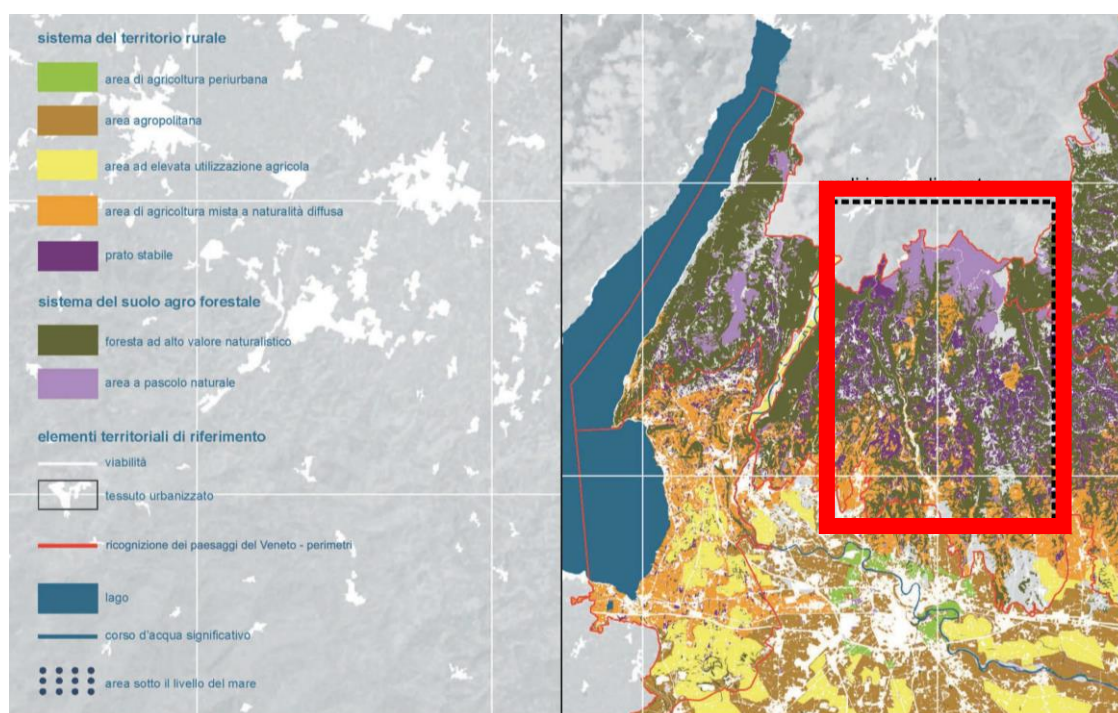 sistema del territorio rurale
area di agricoltura periurbana
area agropolitana
area ad elevata utilizzazione agricola
area di agricoltura mista a naturalità diffusa
prato stabile
sistema del suolo agro forestale
foresta ad alto valore naturalistico
area a pascolo naturale
elementi territoriali di riferimento
viabilità
tessuto urbanizzato
ricognizione dei paesaggi del Veneto - perimetri
lago
corso d'acqua significativo
area sotto il livello del mare